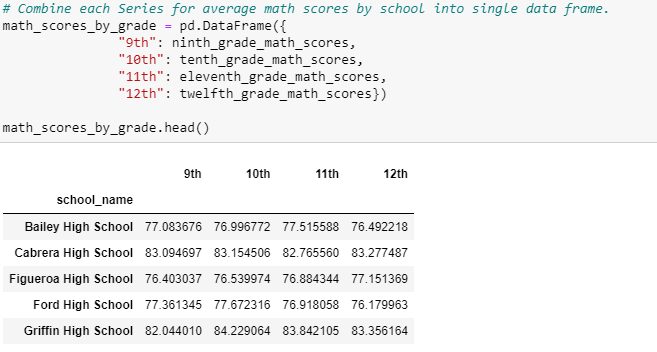 # Combine each Series for average math scores by school into single data frame.
math_scores_by_grade = pd.DataFrame({
"9th": ninth_grade_math_scores,
"10th": tenth_grade_math_scores,
"11th": eleventh_grade_math_scores,
"12th": twelfth_grade_math_scores})
math_scores_by_grade.head()
9th 10th 11th 12th
school_name
Bailey High School 77.083676 76.996772 77.515588 76.492218
Cabrera High School 83.094697 83.154506 82.765560 83.277487
Figueroa High School 76.403037 76.539974 76.884344 77.151369
Ford High School 77.361345 77.672316 76.918058 76.179963
Griffin High School 82.044010 84.229064 83.842105 83.356164